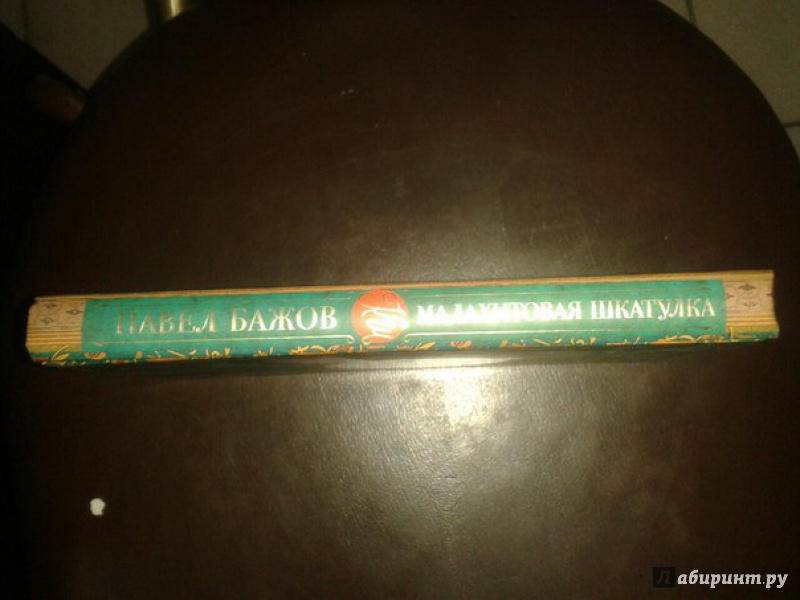 ПАВЕЛ БАЖОВ
МАЛАХИТОВАЯ ШКАТУЛКА
Лабиринт.ру